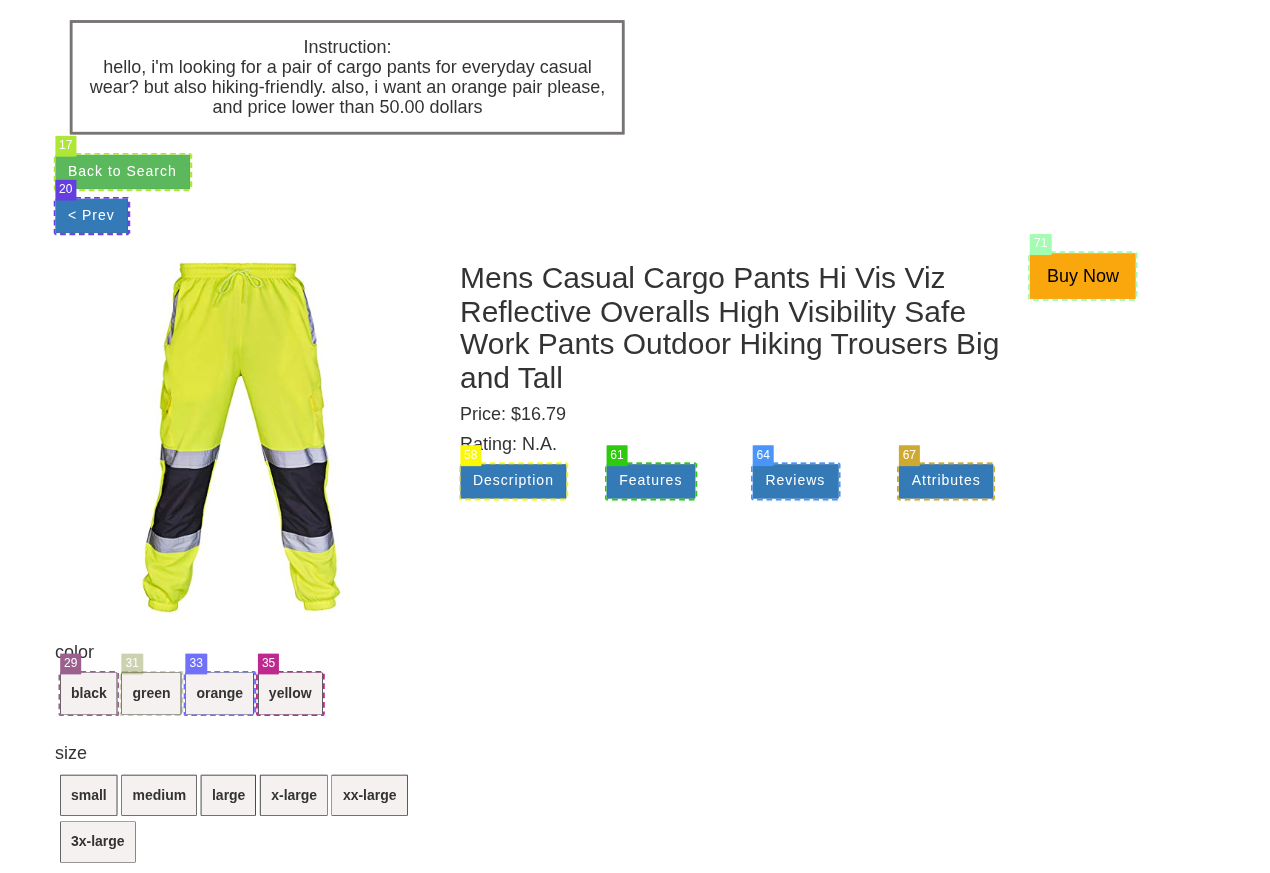 Instruction:
hello, i'm looking for a pair of cargo pants for everyday casual
wear? but also hiking-friendly. also, i want an orange pair please,
and price lower than 50.00 dollars
17
Back to Search
20
< Prev
71
Buy Now
Mens Casual Cargo Pants Hi Vis Viz
Reflective Overalls High Visibility Safe
Work Pants Outdoor Hiking Trousers Big
and Tall
Price: $16.79
Rating: N.A.
58 61 64 67
Description Features Reviews Attributes
color
29 31 33 35
black green orange yellow
size
small medium large x-large xx-large
3x-large